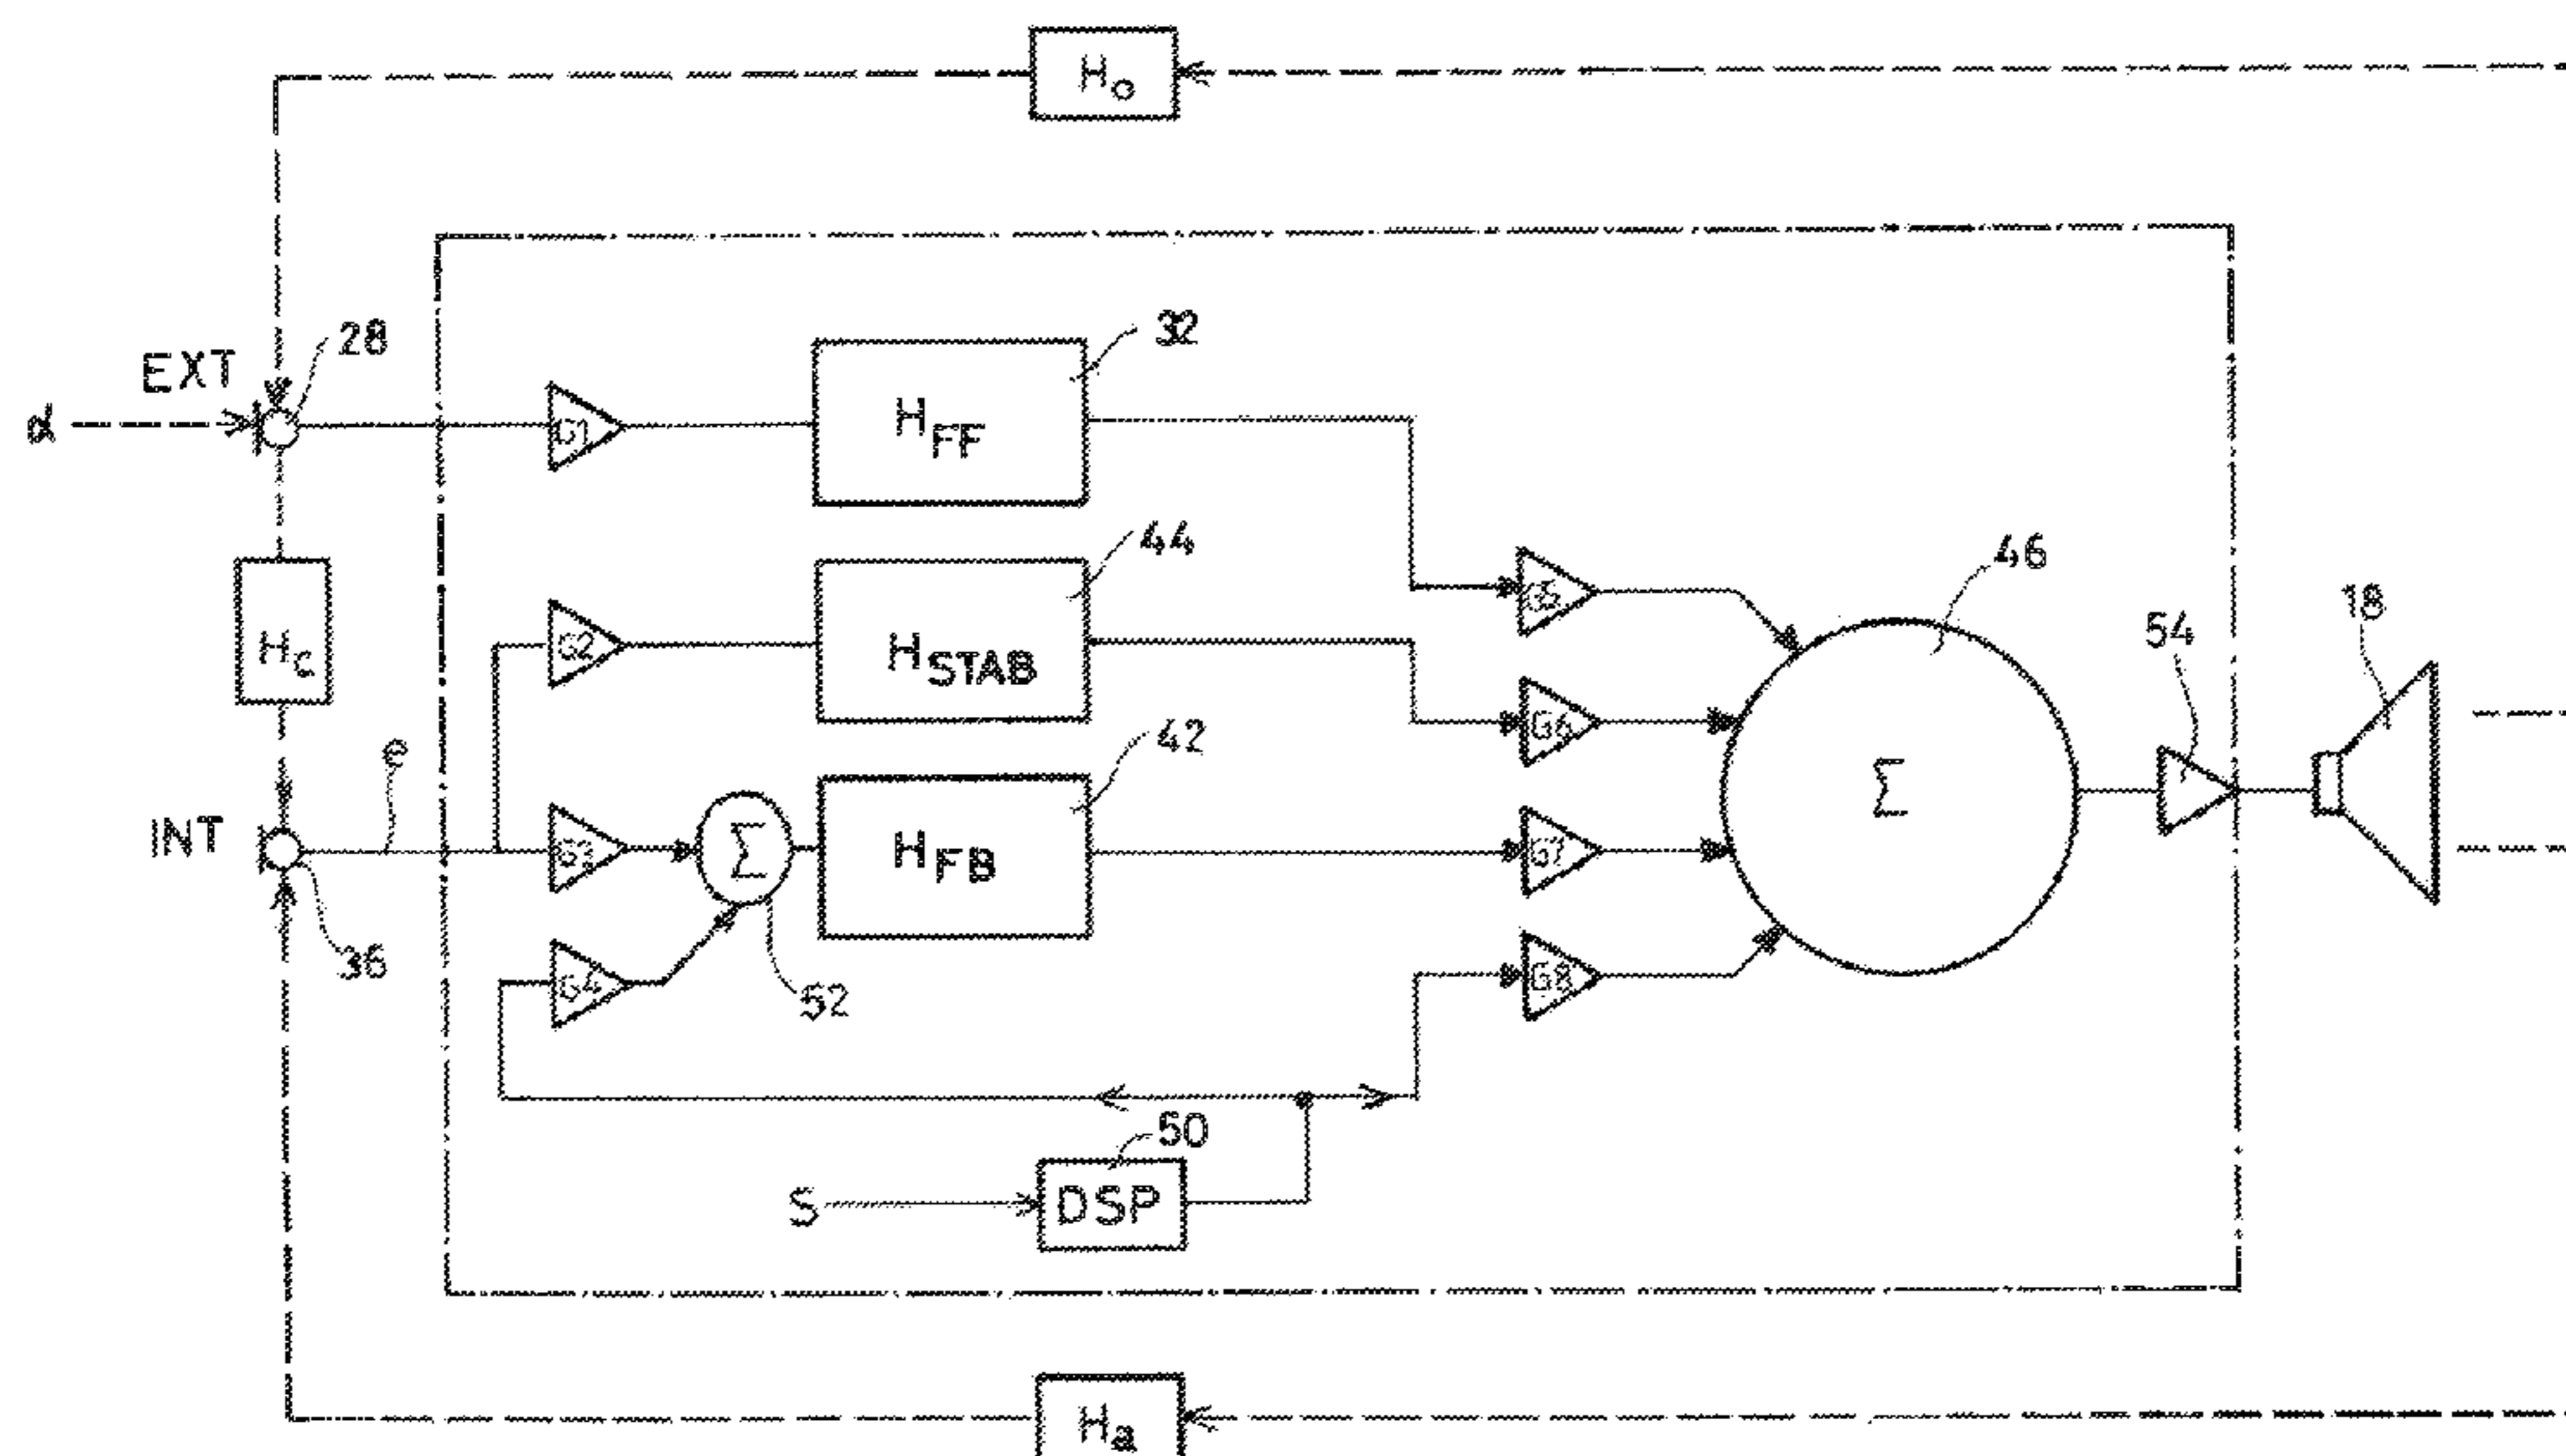 Ho
28
32
EXT
α
G1
HFF
44
46
G5
18
54
Hc
G2
HSTAB
G6
42
e
INT
G3
Σ
HFB
G7
Σ
36
G4
52
G8
50
S
DSP
Ha